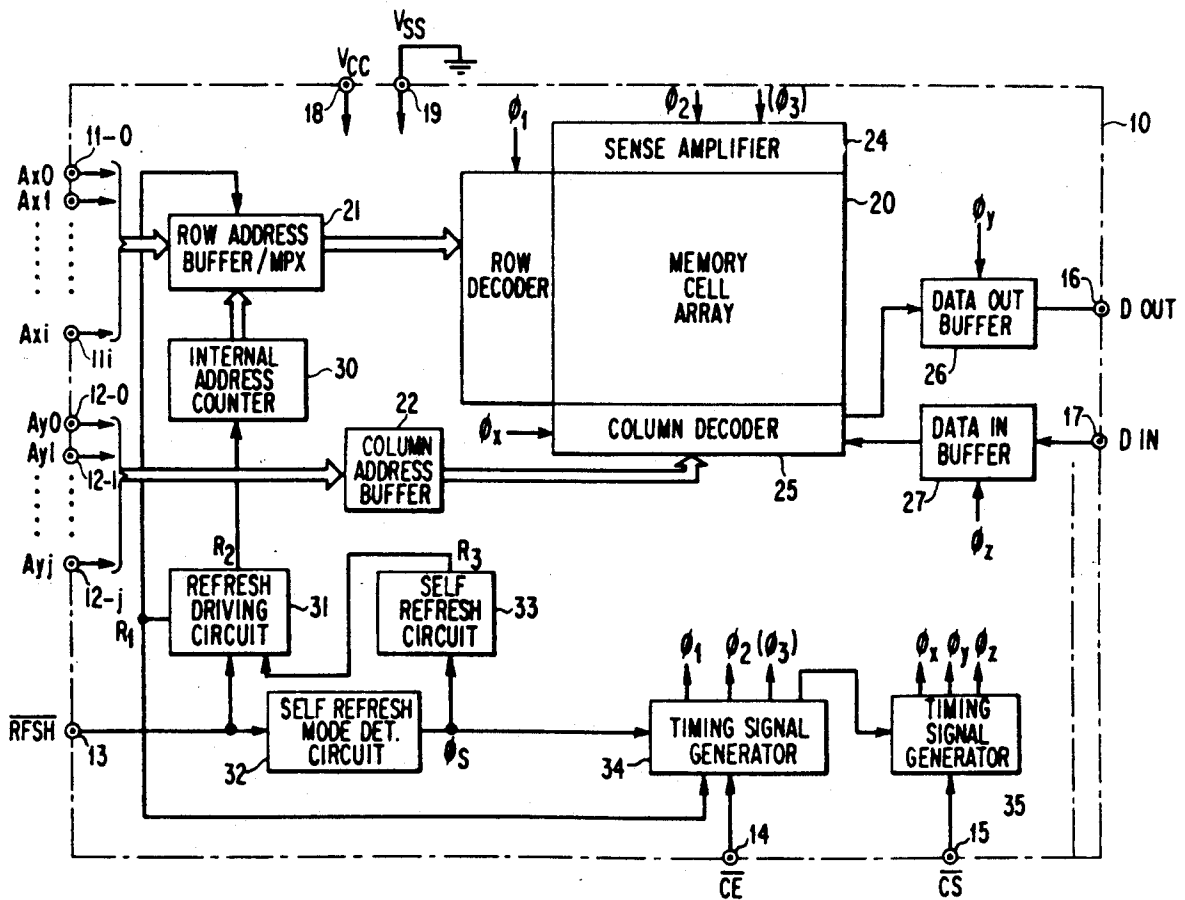 VSS
VCC
18
19
10
11-0
Ax0
Ax1
Axi
11i
12-0
Ay0
Ay1
12-1
Ayj
12-j
ROW ADDRESS
BUFFER/MPX
21
INTERNAL
ADDRESS
COUNTER
30
22
COLUMN
ADDRESS
BUFFER
ϕ1
ϕ2
(ϕ3)
SENSE AMPLIFIER
24
ROW
DECODER
MEMORY
CELL
ARRAY
20
ϕx
COLUMN DECODER
25
ϕy
DATA OUT
BUFFER
26
16
D OUT
DATA IN
BUFFER
27
17
D IN
ϕz
R2
REFRESH
DRIVING
CIRCUIT
31
R1
R3
SELF
REFRESH
CIRCUIT
33
RFSH
13
SELF REFRESH
MODE DET.
CIRCUIT
32
ϕS
ϕ1
ϕ2
(ϕ3)
TIMING SIGNAL
GENERATOR
34
ϕx
ϕy
ϕz
TIMING
SIGNAL
GENERATOR
35
14
CE
15
CS